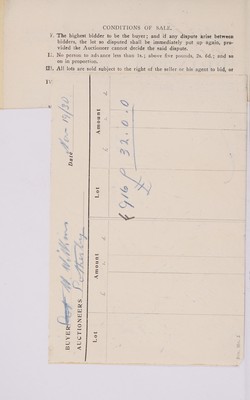 CONDITIONS OF SALE.
I. The highest bidder to be the buyer; and if any dispute arise between
bidders, the lot so disputed shall be immediately put up again, pro-
vided the Auctioneer cannot decide the said dispute.
II. No person to advance less than 1s.; above five pounds, 2s. 6d.; and so
on in proportion.
III. All lots are sold subject to the right of the seller or his agent to bid, or
IV
BUYER
AUCTIONEERS Sotheby
Date Nov 19/30
Lot Amount Lot Amount
£ £
916 32.0.0